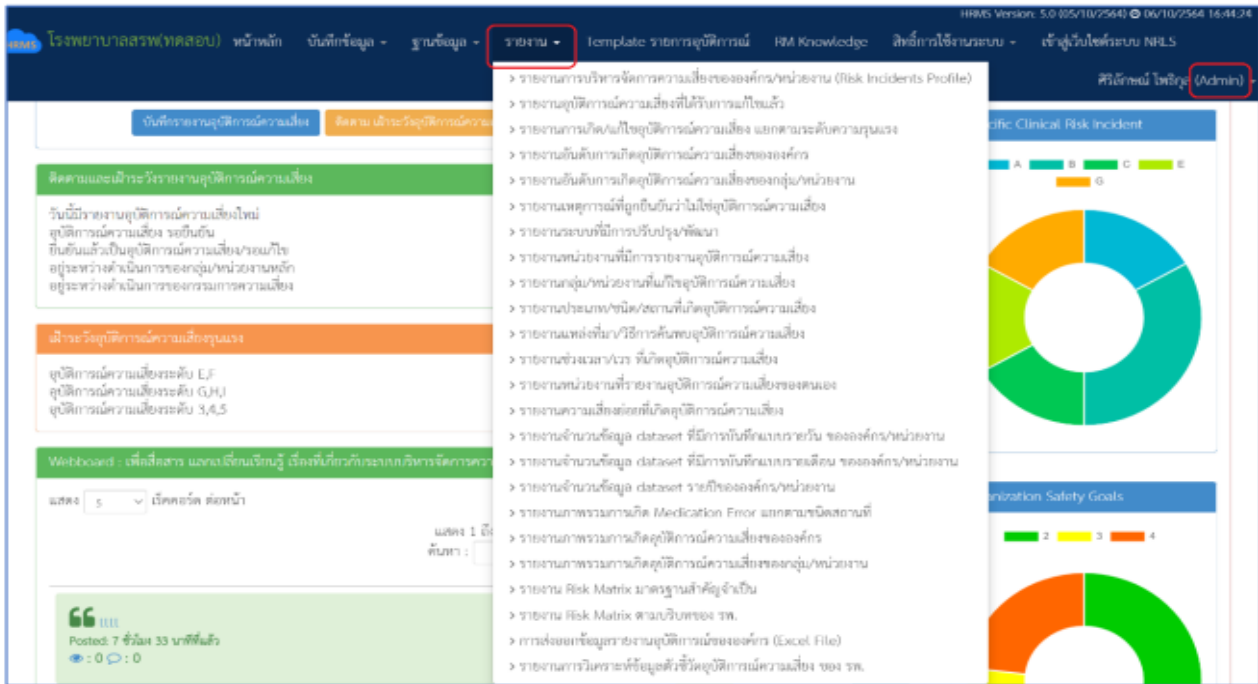 HRMS Version: 5.0 (05/10/2564) 06/10/2564 16:44:24
HRMS โรงพยาบาลสรพ(ทดสอบ) หน้าหลัก บันทึกข้อมูล ฐานข้อมูล รายงาน Template รายการอุบัติการณ์ RM Knowledge สิทธิ์การใช้งานระบบ เข้าสู่เว็บไซต์ระบบ NRLS
ศิริลักษณ์ โพธิกูล (Admin)
> รายงานการบริหารจัดการความเสี่ยงขององค์กร/หน่วยงาน (Risk Incidents Profile)
> รายงานอุบัติการณ์ความเสี่ยงที่ได้รับการแก้ไขแล้ว
> รายงานการเกิด/แก้ไขอุบัติการณ์ความเสี่ยง แยกตามระดับความรุนแรง
> รายงานอันดับการเกิดอุบัติการณ์ความเสี่ยงขององค์กร
> รายงานอันดับการเกิดอุบัติการณ์ความเสี่ยงของกลุ่ม/หน่วยงาน
> รายงานเหตุการณ์ที่ถูกยืนยันว่าไม่ใช่อุบัติการณ์ความเสี่ยง
> รายงานระบบที่มีการปรับปรุง/พัฒนา
> รายงานหน่วยงานที่มีการรายงานอุบัติการณ์ความเสี่ยง
> รายงานกลุ่ม/หน่วยงานที่แก้ไขอุบัติการณ์ความเสี่ยง
> รายงานประเภท/ชนิด/สถานที่เกิดอุบัติการณ์ความเสี่ยง
> รายงานแหล่งที่มา/วิธีการค้นพบอุบัติการณ์ความเสี่ยง
> รายงานช่วงเวลา/เวร ที่เกิดอุบัติการณ์ความเสี่ยง
> รายงานหน่วยงานที่รายงานอุบัติการณ์ความเสี่ยงของตนเอง
> รายงานความเสี่ยงย่อยที่เกิดอุบัติการณ์ความเสี่ยง
> รายงานจำนวนข้อมูล dataset ที่มีการบันทึกแบบรายวัน ขององค์กร/หน่วยงาน
> รายงานจำนวนข้อมูล dataset ที่มีการบันทึกแบบรายเดือน ขององค์กร/หน่วยงาน
> รายงานจำนวนข้อมูล dataset รายปีขององค์กร/หน่วยงาน
> รายงานภาพรวมการเกิด Medication Error แยกตามชนิดสถานที่
> รายงานภาพรวมการเกิดอุบัติการณ์ความเสี่ยงขององค์กร
> รายงานภาพรวมการเกิดอุบัติการณ์ความเสี่ยงของกลุ่ม/หน่วยงาน
> รายงาน Risk Matrix มาตรฐานสำคัญจำเป็น
> รายงาน Risk Matrix ตามบริบทของ รพ.
> การส่งออกข้อมูลรายงานอุบัติการณ์ขององค์กร (Excel File)
> รายงานการวิเคราะห์ข้อมูลตัวชี้วัดอุบัติการณ์ความเสี่ยง ของ รพ.
บันทึกรายงานอุบัติการณ์ความเสี่ยง ติดตาม เฝ้าระวังอุบัติการณ์ความเ
ติดตามและเฝ้าระวังรายงานอุบัติการณ์ความเสี่ยง
วันนี้มีรายงานอุบัติการณ์ความเสี่ยงใหม่
อุบัติการณ์ความเสี่ยง รอยืนยัน
ยืนยันแล้วเป็นอุบัติการณ์ความเสี่ยง/รอแก้ไข
อยู่ระหว่างดำเนินการของกลุ่ม/หน่วยงานหลัก
อยู่ระหว่างดำเนินการของกรรมการความเสี่ยง
เฝ้าระวังอุบัติการณ์ความเสี่ยงรุนแรง
อุบัติการณ์ความเสี่ยงระดับ E,F
อุบัติการณ์ความเสี่ยงระดับ G,H,I
อุบัติการณ์ความเสี่ยงระดับ 3,4,5
Webboard : เพื่อสื่อสาร แลกเปลี่ยนเรียนรู้ เรื่องที่เกี่ยวกับระบบบริหารจัดการควา
แสดง 5 เร็คคอร์ด ต่อหน้า
แสดง 1 ถึ
ค้นหา :
Posted: 7 ชั่วโมง 33 นาทีที่แล้ว
: 0 : 0
cific Clinical Risk Incident
A B C E
G
anization Safety Goals
2 3 4